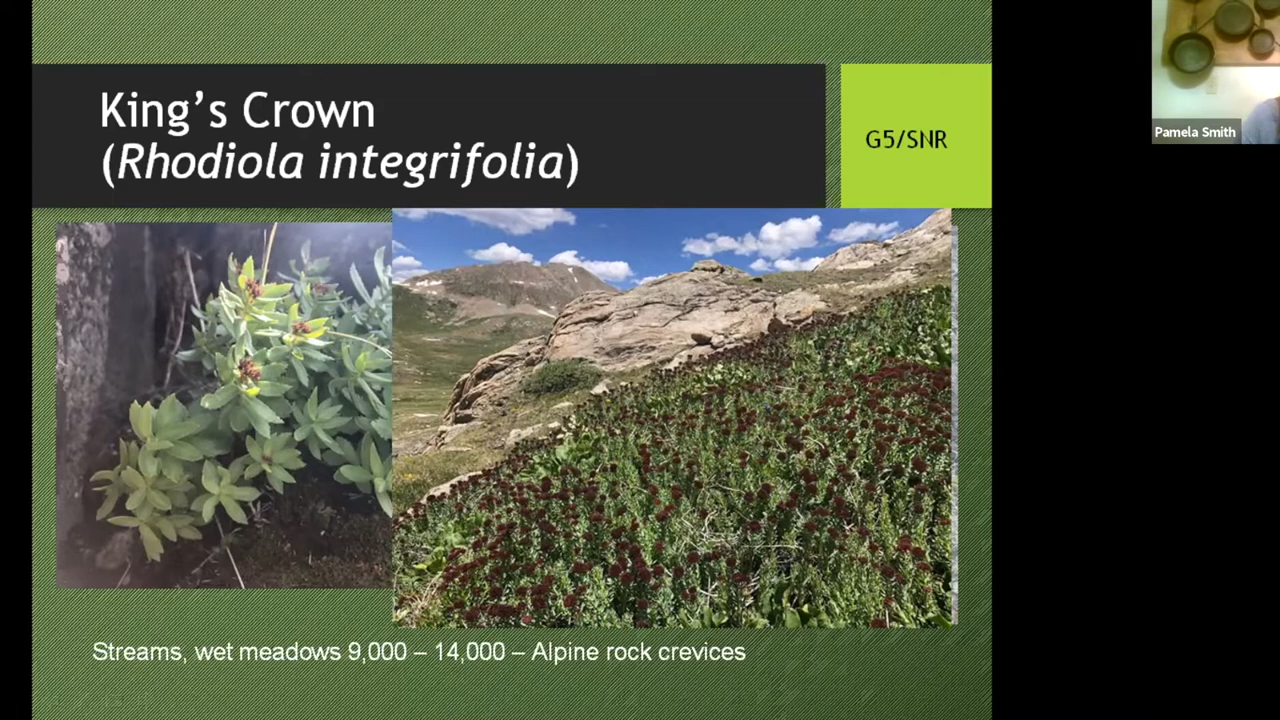 King's Crown
(Rhodiola integrifolia)
G5/SNR
Streams, wet meadows 9,000 – 14,000 – Alpine rock crevices
Pamela Smith